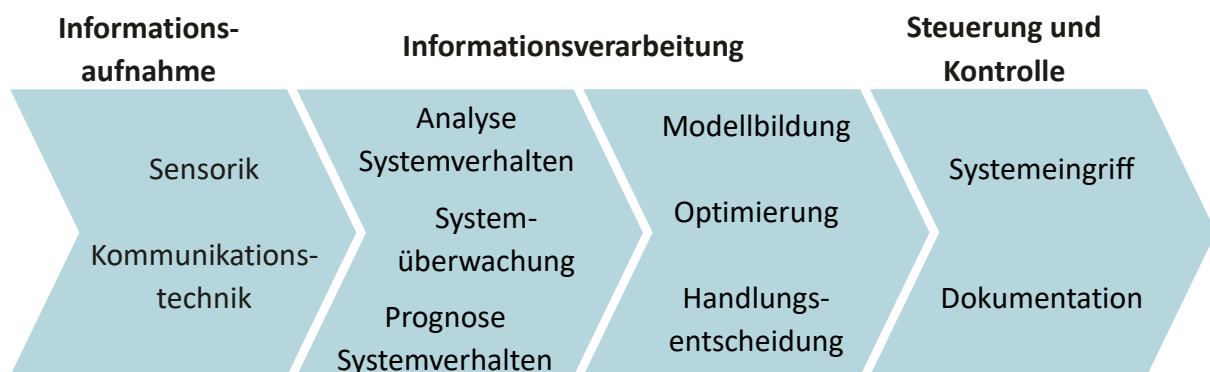 Informations-
aufnahme
Informationsverarbeitung
Steuerung und
Kontrolle
Sensorik
Kommunikations-
technik
Analyse
Systemverhalten
System-
überwachung
Prognose
Systemverhalten
Modellbildung
Optimierung
Handlungs-
entscheidung
Systemeingriff
Dokumentation